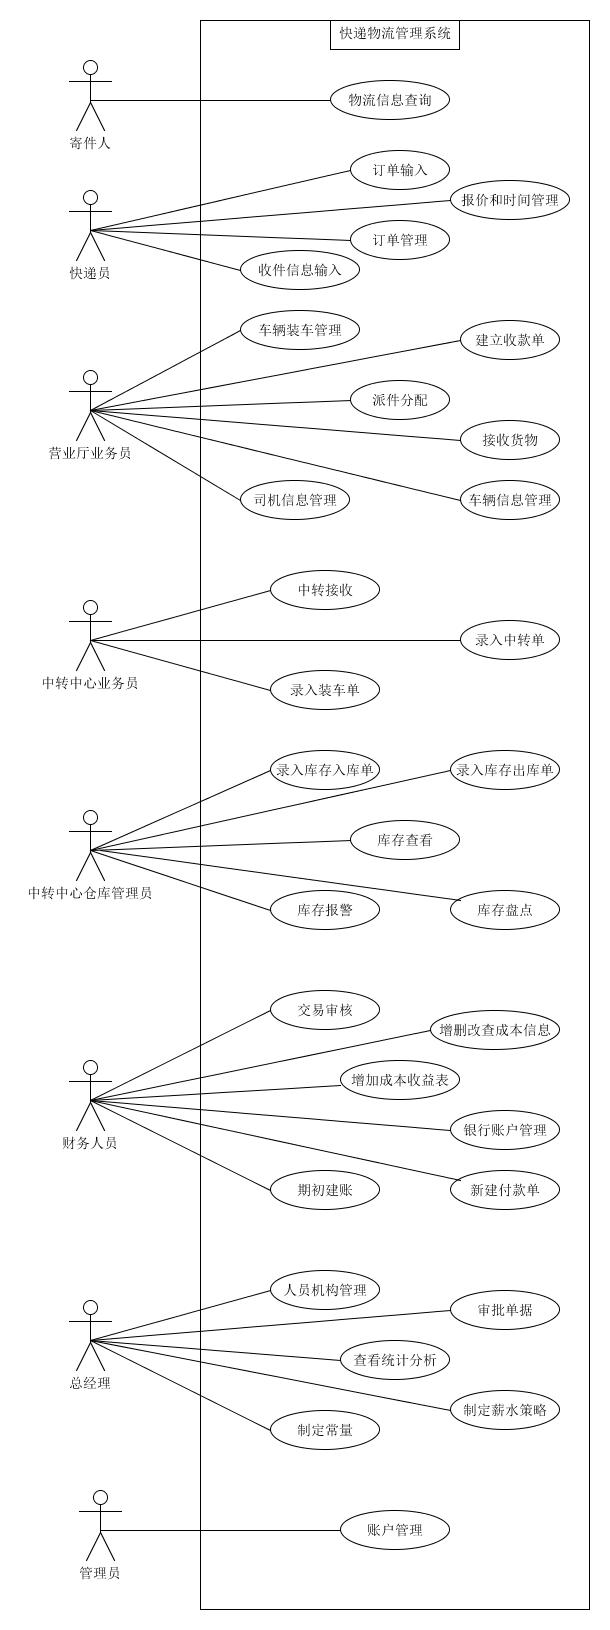 快递物流管理系统
物流信息查询
寄件人
订单输入
报价和时间管理
订单管理
收件信息输入
快递员
车辆装车管理
建立收款单
派件分配
接收货物
营业厅业务员
司机信息管理
车辆信息管理
中转接收
录入中转单
中转中心业务员
录入装车单
录入库存入库单
录入库存出库单
库存查看
中转中心仓库管理员
库存报警
库存盘点
交易审核
增删改查成本信息
增加成本收益表
银行账户管理
财务人员
期初建账
新建付款单
人员机构管理
审批单据
查看统计分析
总经理
制定薪水策略
制定常量
账户管理
管理员